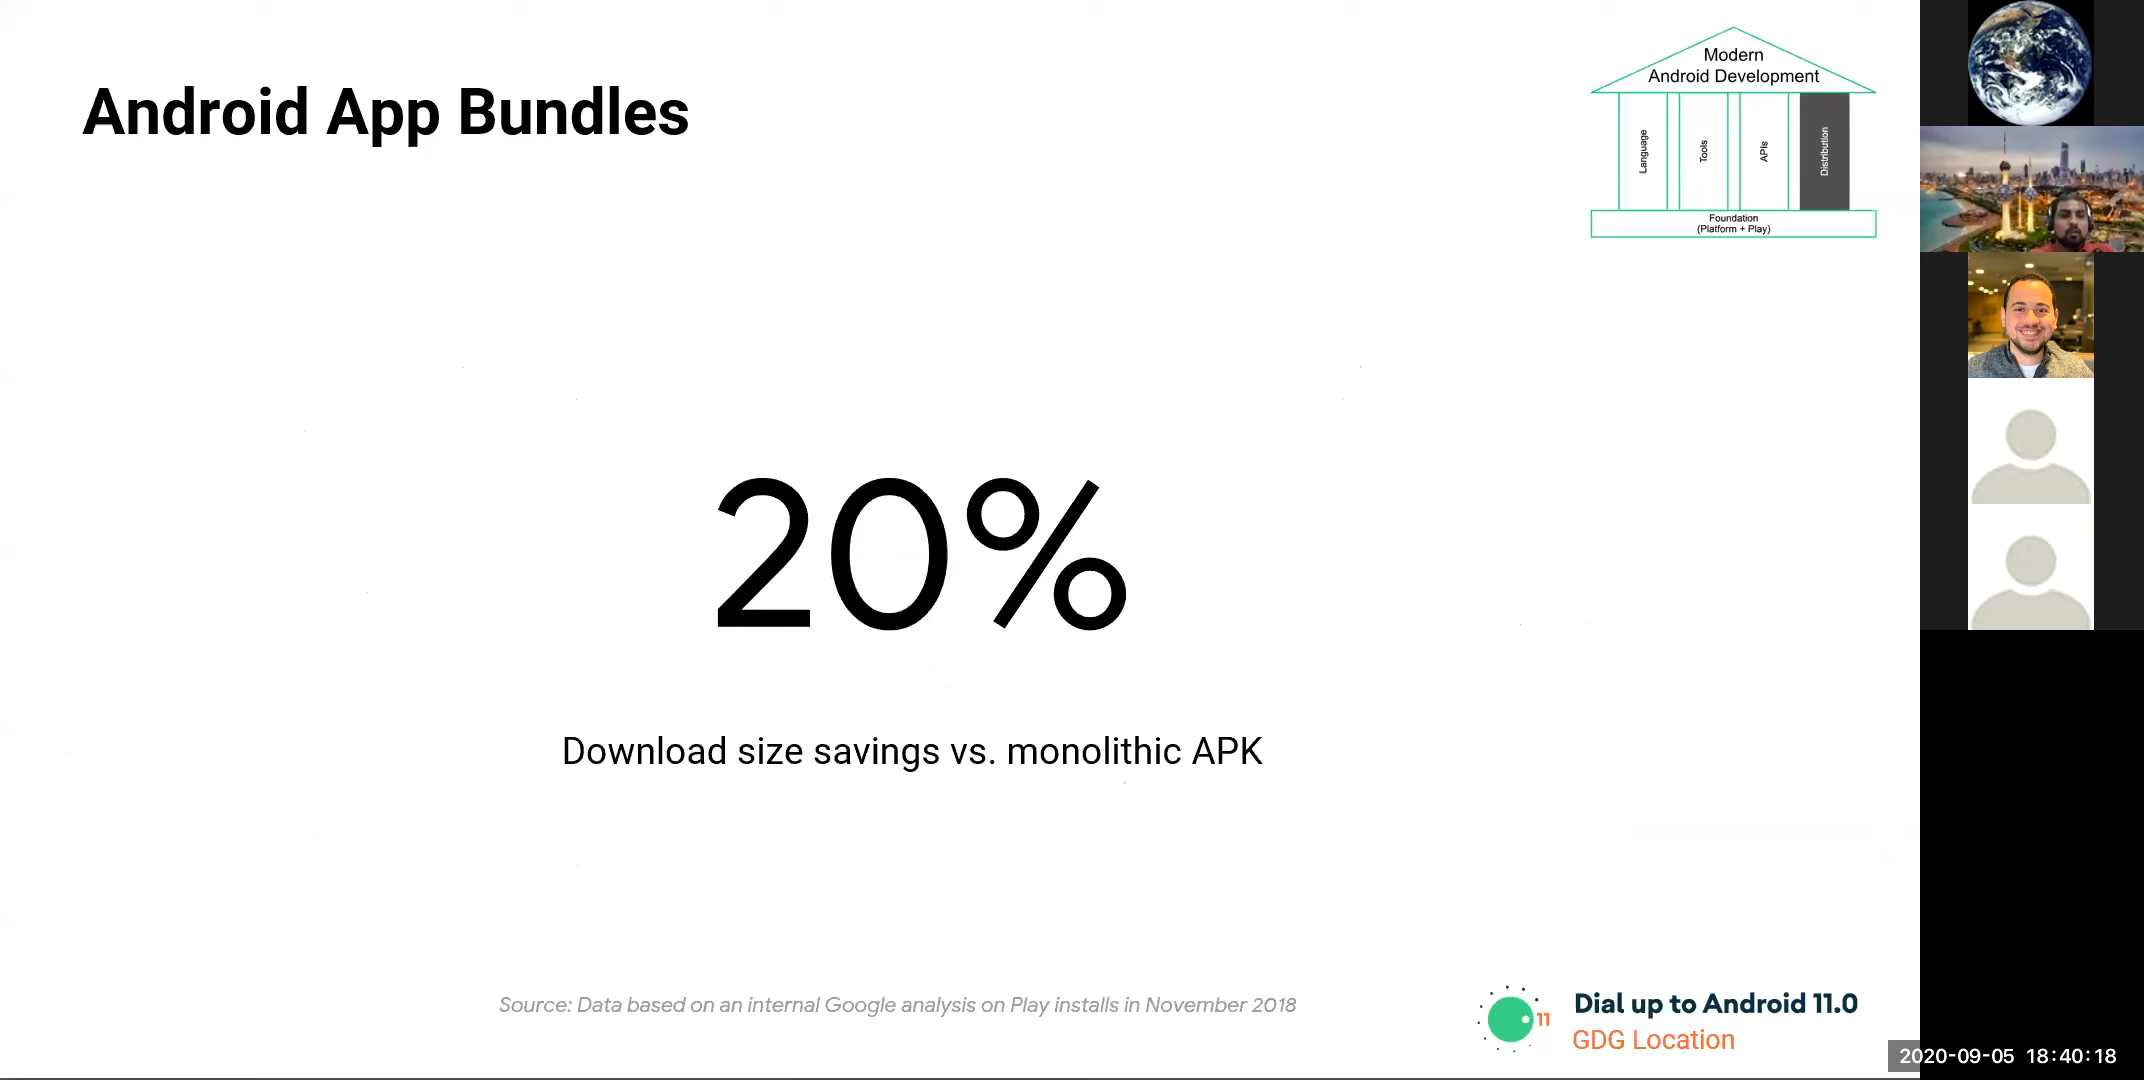 Android App Bundles
Modern
Android Development
Language
Tools
APIs
Distribution
Foundation
(Platform + Play)
20%
Download size savings vs. monolithic APK
Source: Data based on an internal Google analysis on Play installs in November 2018
11
Dial up to Android 11.0
GDG Location
2020-09-05 18:40:18